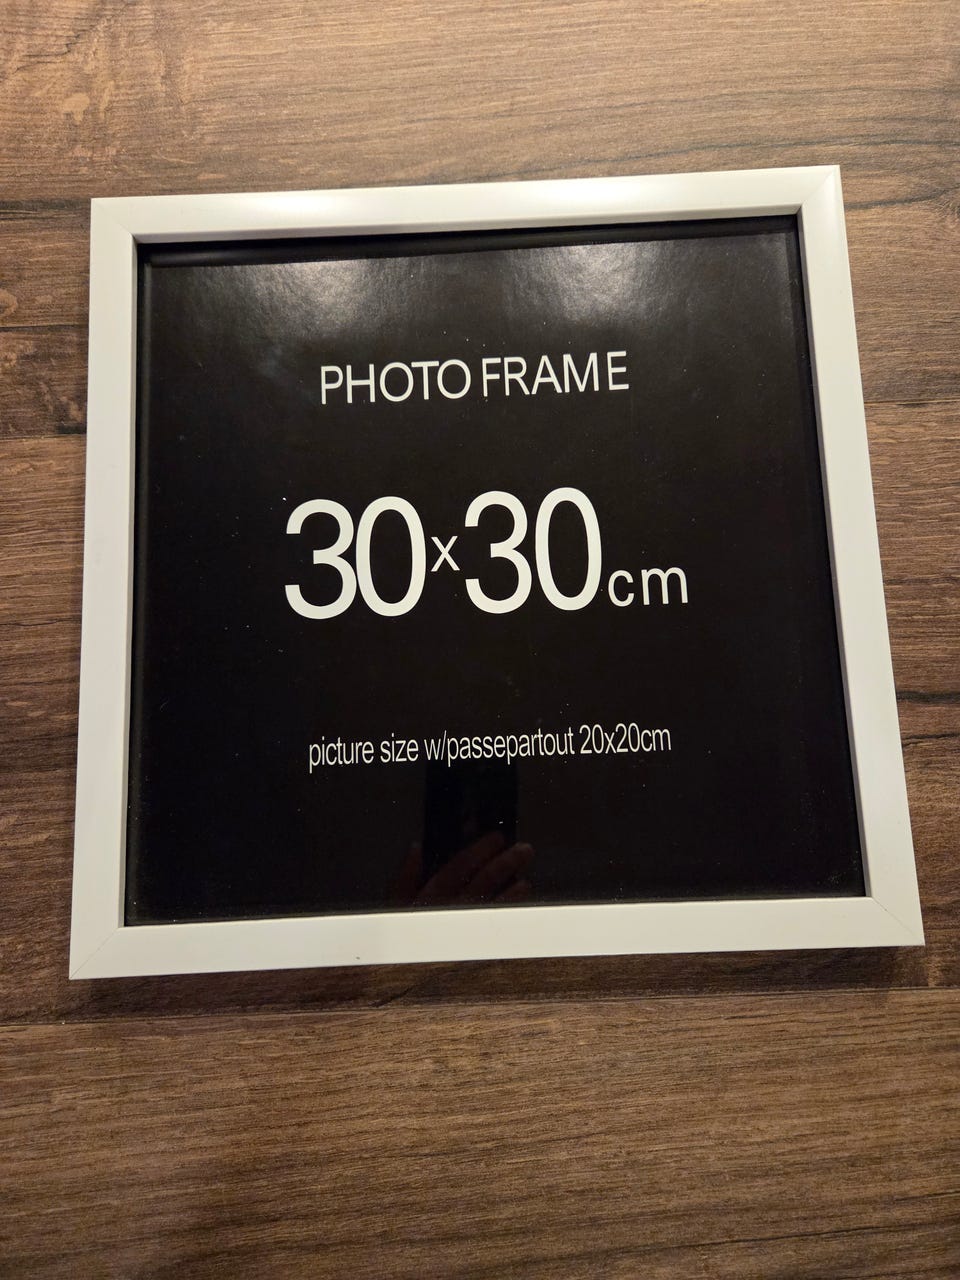 PHOTO FRAME
30x30cm
picture size w/passepartout 20x20cm